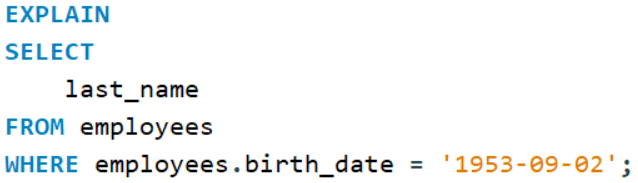 EXPLAIN
SELECT
    last_name
FROM employees
WHERE employees.birth_date = '1953-09-02';